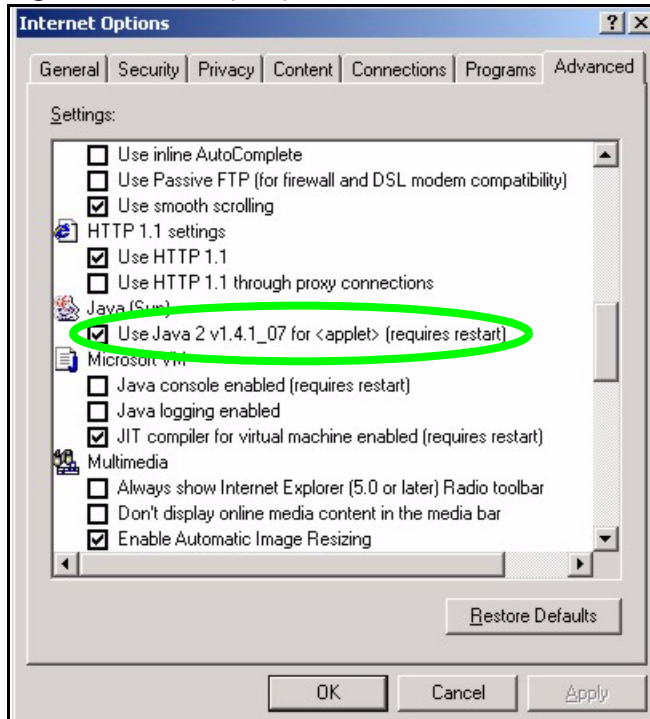 Internet Options
General Security Privacy Content Connections Programs Advanced
Settings:
Use inline AutoComplete
Use Passive FTP (for firewall and DSL modem compatibility)
Use smooth scrolling
HTTP 1.1 settings
Use HTTP 1.1
Use HTTP 1.1 through proxy connections
Java (Sun)
Use Java 2 v1.4.1_07 for <applet> (requires restart)
Microsoft VM
Java console enabled (requires restart)
Java logging enabled
JIT compiler for virtual machine enabled (requires restart)
Multimedia
Always show Internet Explorer (5.0 or later) Radio toolbar
Don't display online media content in the media bar
Enable Automatic Image Resizing
Restore Defaults
OK Cancel Apply